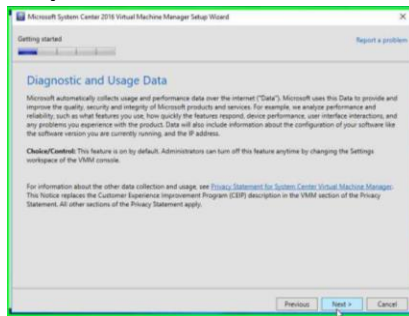 Microsoft System Center 2016 Virtual Machine Manager Setup Wizard
Getting started
Report a problem
Diagnostic and Usage Data
Microsoft automatically collects usage and performance data over the internet ("Data"). Microsoft uses this Data to provide and
improve the quality, security and integrity of Microsoft products and services. For example, we analyze performance and
reliability, such as what features you use, how quickly the features respond, device performance, user interface interactions, and
any problems you experience with the product. Data will also include information about the configuration of your software like
the software version you are currently running, and the IP address.
Choice/Control: This feature is on by default. Administrators can turn off this feature anytime by changing the Settings
workspace of the VMM console.
For information about the other data collection and usage, see Privacy Statement for System Center Virtual Machine Manager.
This Notice replaces the Customer Experience Improvement Program (CEIP) description in the VMM section of the Privacy
Statement. All other sections of the Privacy Statement apply.
Previous Next > Cancel